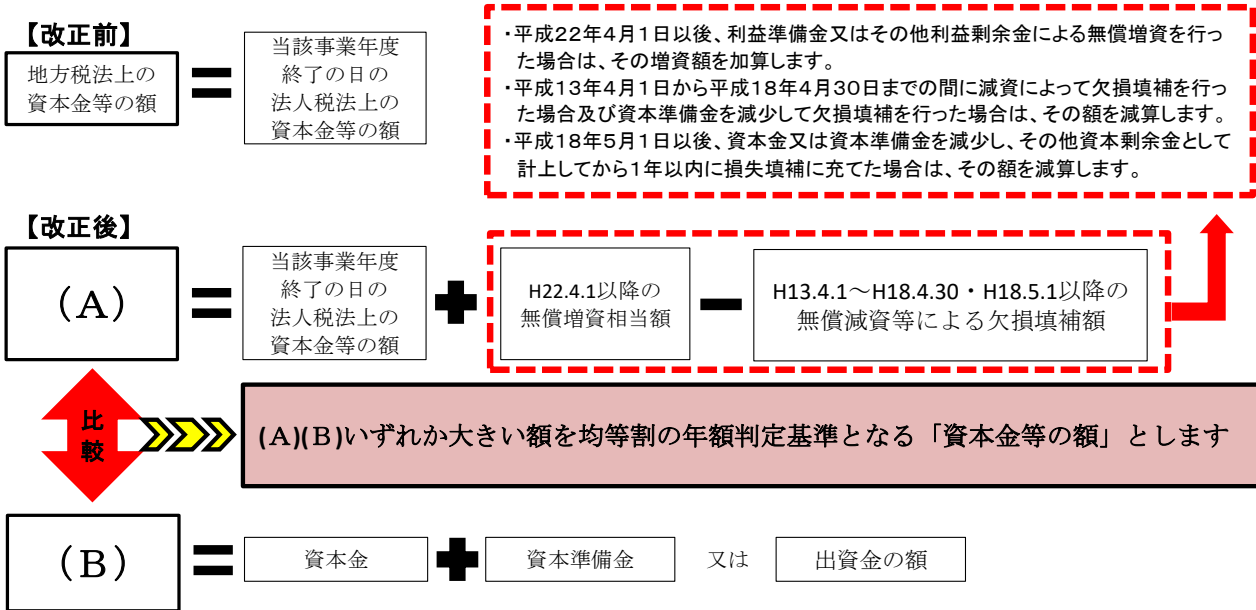 【改正前】
地方税法上の
資本金等の額
＝
当該事業年度
終了の日の
法人税法上の
資本金等の額
・平成22年4月1日以後、利益準備金又はその他利益剰余金による無償増資を行っ
た場合は、その増資額を加算します。
・平成13年4月1日から平成18年4月30日までの間に減資によって欠損填補を行っ
た場合及び資本準備金を減少して欠損填補を行った場合は、その額を減算します。
・平成18年5月1日以後、資本金又は資本準備金を減少し、その他資本剰余金として
計上してから1年以内に損失填補に充てた場合は、その額を減算します。
【改正後】
（A）
＝
当該事業年度
終了の日の
法人税法上の
資本金等の額
＋
H22.4.1以降の
無償増資相当額
－
H13.4.1～H18.4.30・H18.5.1以降の
無償減資等による欠損填補額
比
較
(A)(B)いずれか大きい額を均等割の年額判定基準となる「資本金等の額」とします
（B）
＝
資本金
＋
資本準備金
又は
出資金の額